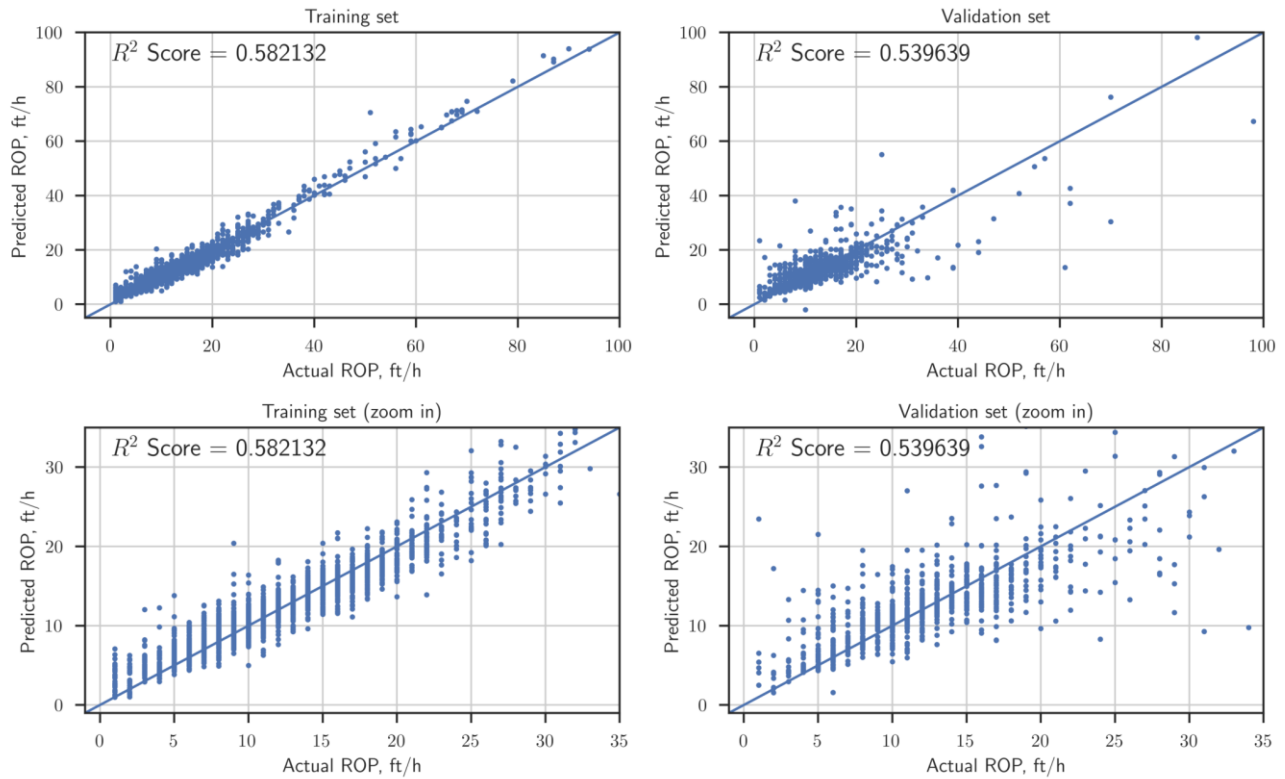 Training set
R² Score = 0.582132
100
80
60
40
20
0
Predicted ROP, ft/h
0 20 40 60 80 100
Actual ROP, ft/h
Validation set
R² Score = 0.539639
100
80
60
40
20
0
Predicted ROP, ft/h
0 20 40 60 80 100
Actual ROP, ft/h
Training set (zoom in)
R² Score = 0.582132
30
20
10
0
Predicted ROP, ft/h
0 5 10 15 20 25 30 35
Actual ROP, ft/h
Validation set (zoom in)
R² Score = 0.539639
30
20
10
0
Predicted ROP, ft/h
0 5 10 15 20 25 30 35
Actual ROP, ft/h